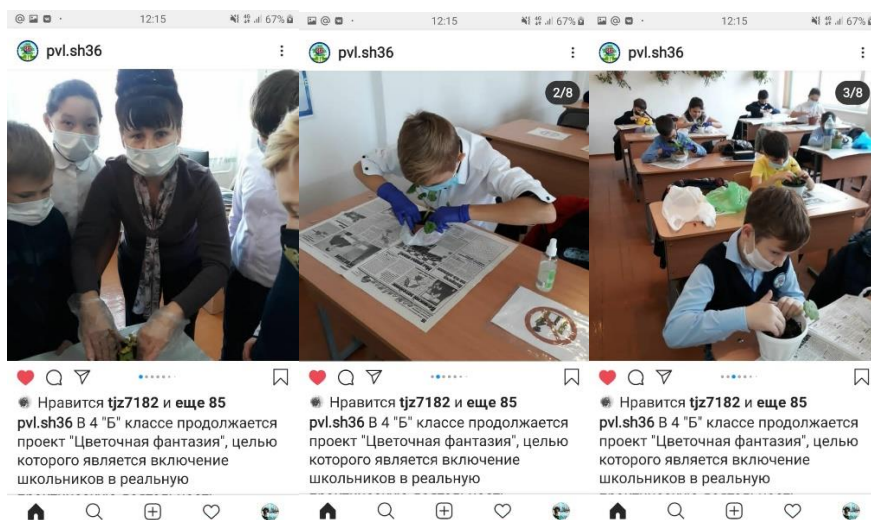 12:15
67%
pvl.sh36
Нравится tjz7182 и еще 85
pvl.sh36 В 4 "Б" классе продолжается
проект "Цветочная фантазия", целью
которого является включение
школьников в реальную
12:15
67%
pvl.sh36
2/8
Нравится tjz7182 и еще 85
pvl.sh36 В 4 "Б" классе продолжается
проект "Цветочная фантазия", целью
которого является включение
школьников в реальную
12:15
67%
pvl.sh36
3/8
Нравится tjz7182 и еще 85
pvl.sh36 В 4 "Б" классе продолжается
проект "Цветочная фантазия", целью
которого является включение
школьников в реальную